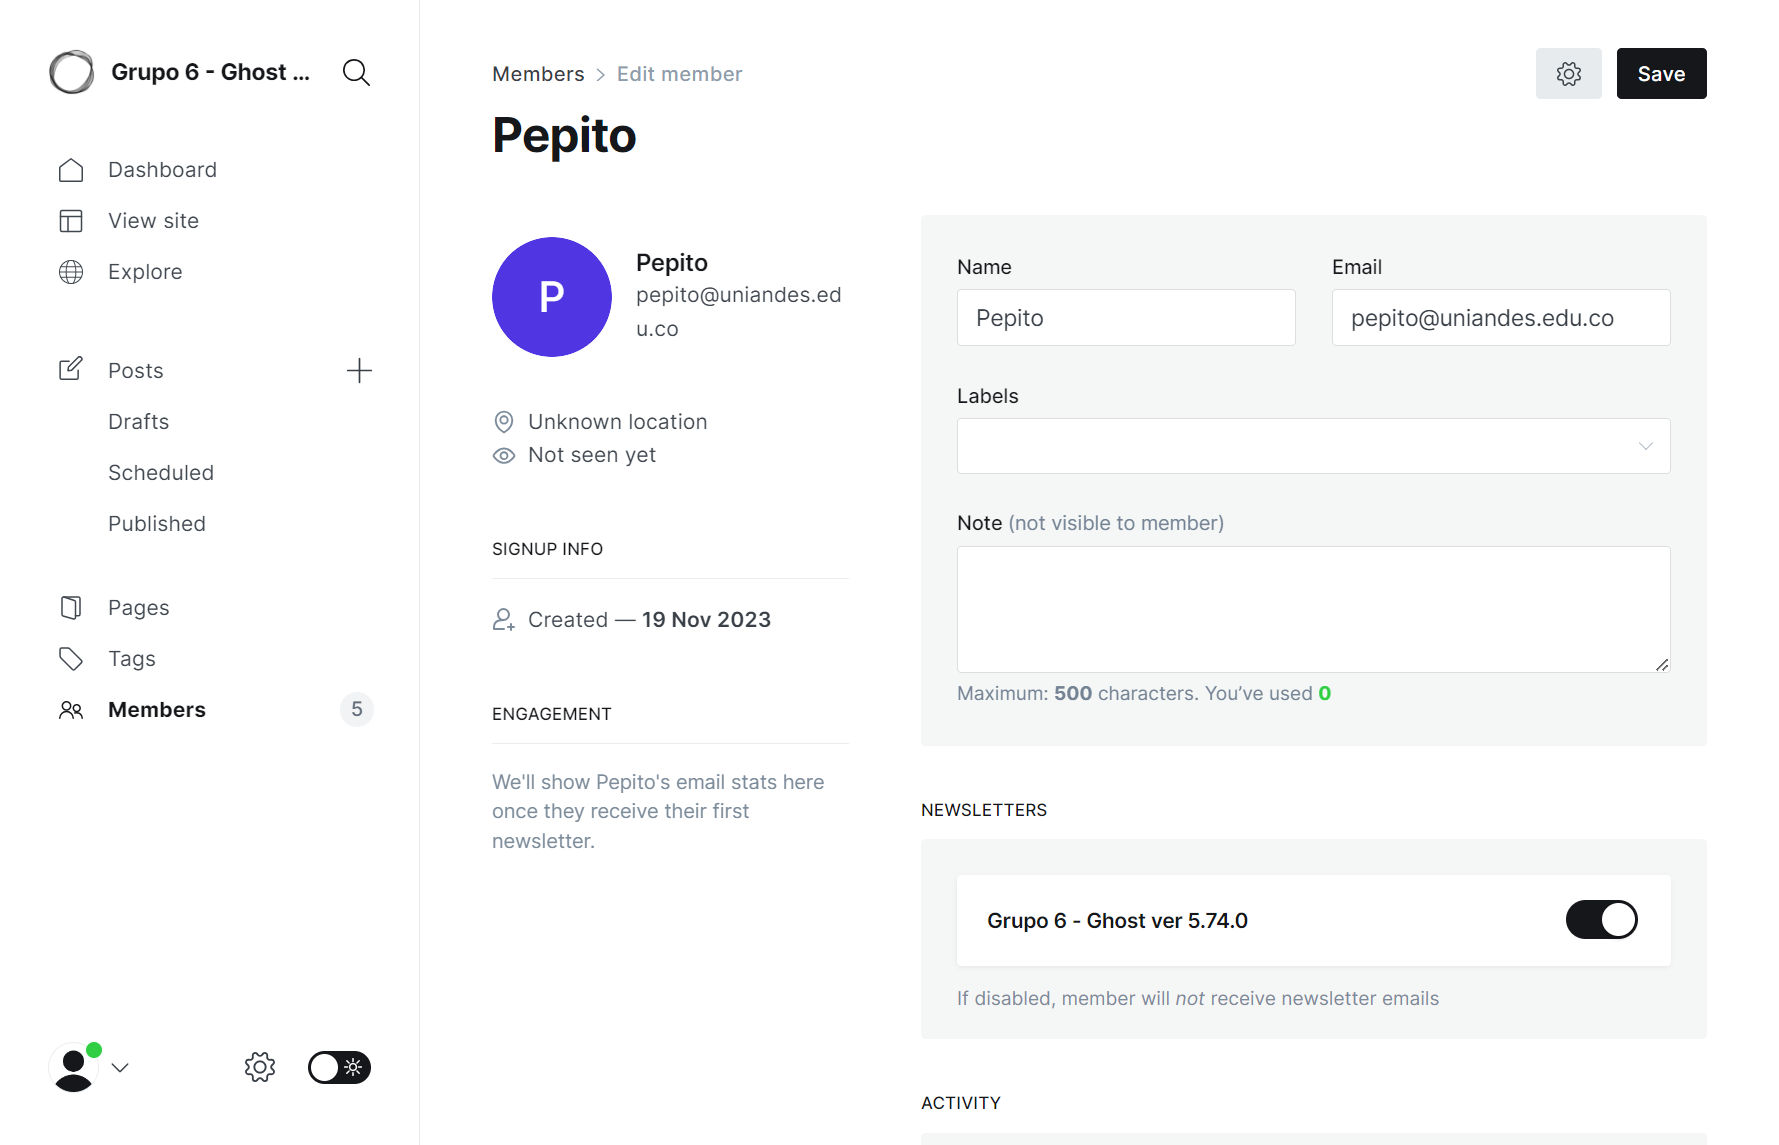 Grupo 6 - Ghost ...
Dashboard
View site
Explore
Posts
Drafts
Scheduled
Published
Pages
Tags
Members
5
Members > Edit member
Save
Pepito
P
Pepito
pepito@uniandes.ed
u.co
Unknown location
Not seen yet
SIGNUP INFO
Created — 19 Nov 2023
ENGAGEMENT
We'll show Pepito's email stats here
once they receive their first
newsletter.
Name
Email
Pepito
pepito@uniandes.edu.co
Labels
Note (not visible to member)
Maximum: 500 characters. You’ve used 0
NEWSLETTERS
Grupo 6 - Ghost ver 5.74.0
If disabled, member will not receive newsletter emails
ACTIVITY